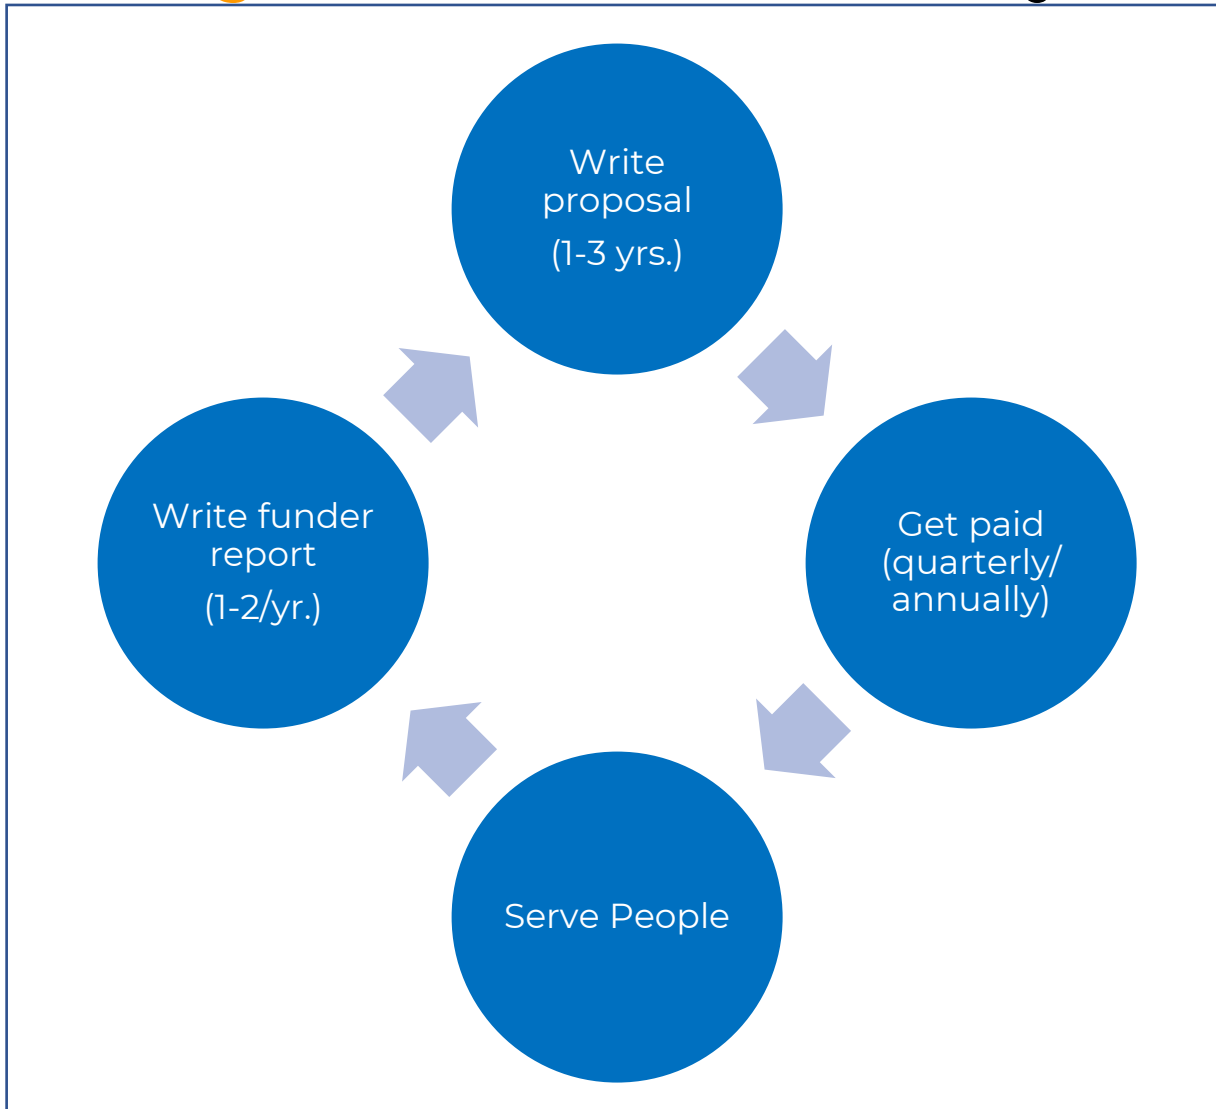 Write
proposal
(1-3 yrs.)
Get paid
(quarterly/
annually)
Serve People
Write funder
report
(1-2/yr.)